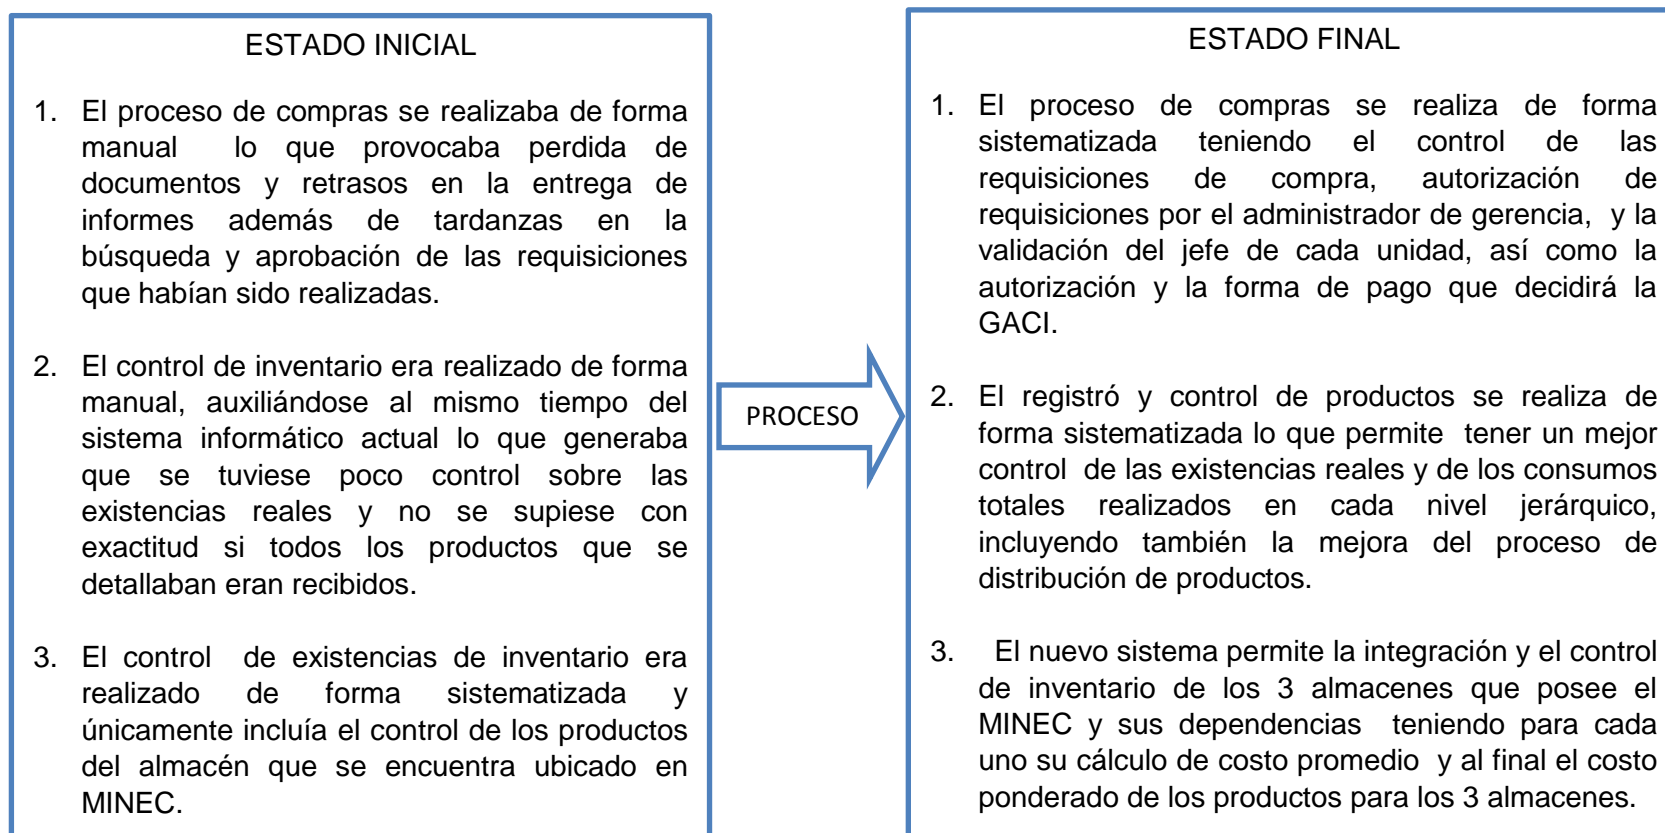 ESTADO INICIAL
1. El proceso de compras se realizaba de forma
manual lo que provocaba perdida de
documentos y retrasos en la entrega de
informes además de tardanzas en la
búsqueda y aprobación de las requisiciones
que habían sido realizadas.
2. El control de inventario era realizado de forma
manual, auxiliándose al mismo tiempo del
sistema informático actual lo que generaba
que se tuviese poco control sobre las
existencias reales y no se supiese con
exactitud si todos los productos que se
detallaban eran recibidos.
3. El control de existencias de inventario era
realizado de forma sistematizada y
únicamente incluía el control de los productos
del almacén que se encuentra ubicado en
MINEC.
PROCESO
ESTADO FINAL
1. El proceso de compras se realiza de forma
sistematizada teniendo el control de las
requisiciones de compra, autorización de
requisiciones por el administrador de gerencia, y la
validación del jefe de cada unidad, así como la
autorización y la forma de pago que decidirá la
GACI.
2. El registró y control de productos se realiza de
forma sistematizada lo que permite tener un mejor
control de las existencias reales y de los consumos
totales realizados en cada nivel jerárquico,
incluyendo también la mejora del proceso de
distribución de productos.
3. El nuevo sistema permite la integración y el control
de inventario de los 3 almacenes que posee el
MINEC y sus dependencias teniendo para cada
uno su cálculo de costo promedio y al final el costo
ponderado de los productos para los 3 almacenes.